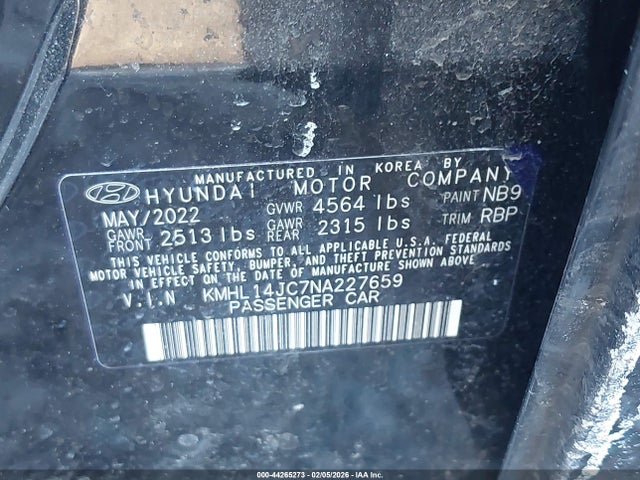 MANUFACTURED IN KOREA BY
HYUNDAI MOTOR COMPANY
MAY/2022 GVWR 4564 lbs PAINT NB9
GAWR FRONT 2513 lbs GAWR REAR 2315 lbs TRIM RBP
THIS VEHICLE CONFORMS TO ALL APPLICABLE U.S.A. FEDERAL
MOTOR VEHICLE SAFETY, BUMPER, AND THEFT PREVENTION STANDARDS
IN EFFECT ON THE DATE OF MANUFACTURE SHOWN ABOVE.
V.I.N KMHL14JC7NA227659
PASSENGER CAR
000-44265273 - 02/05/2026 - IAA Inc.